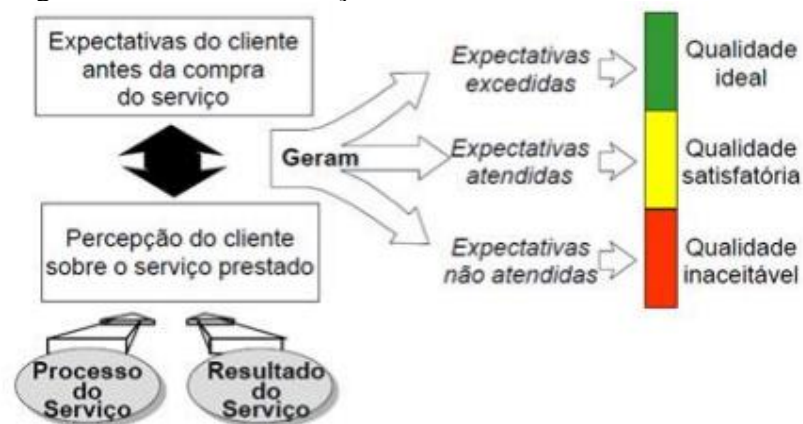 Expectativas do cliente
antes da compra
do serviço
Percepção do cliente
sobre o serviço prestado
Processo
do
Serviço
Resultado
do
Serviço
Geram
Expectativas
excedidas
Qualidade
ideal
Expectativas
atendidas
Qualidade
satisfatória
Expectativas
não atendidas
Qualidade
inaceitável